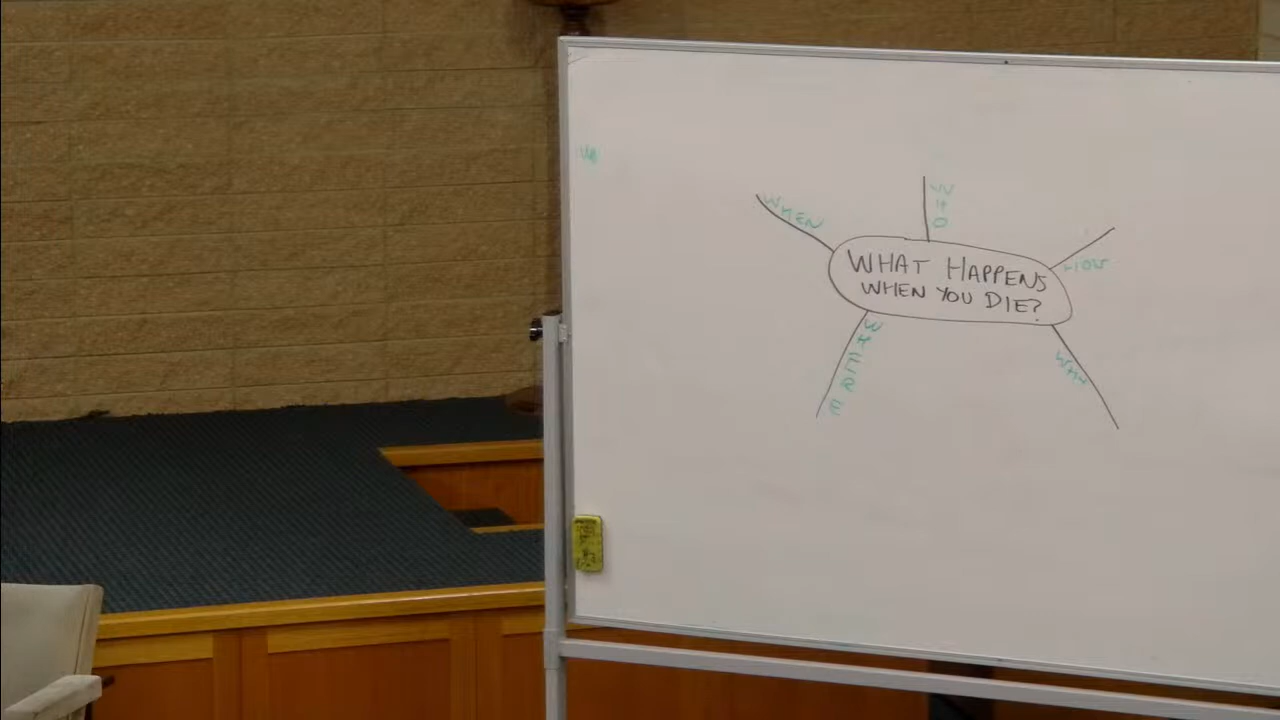 WHO
WHEN
WHAT HAPPENS
WHEN YOU DIE?
HOW
WHERE
WHY